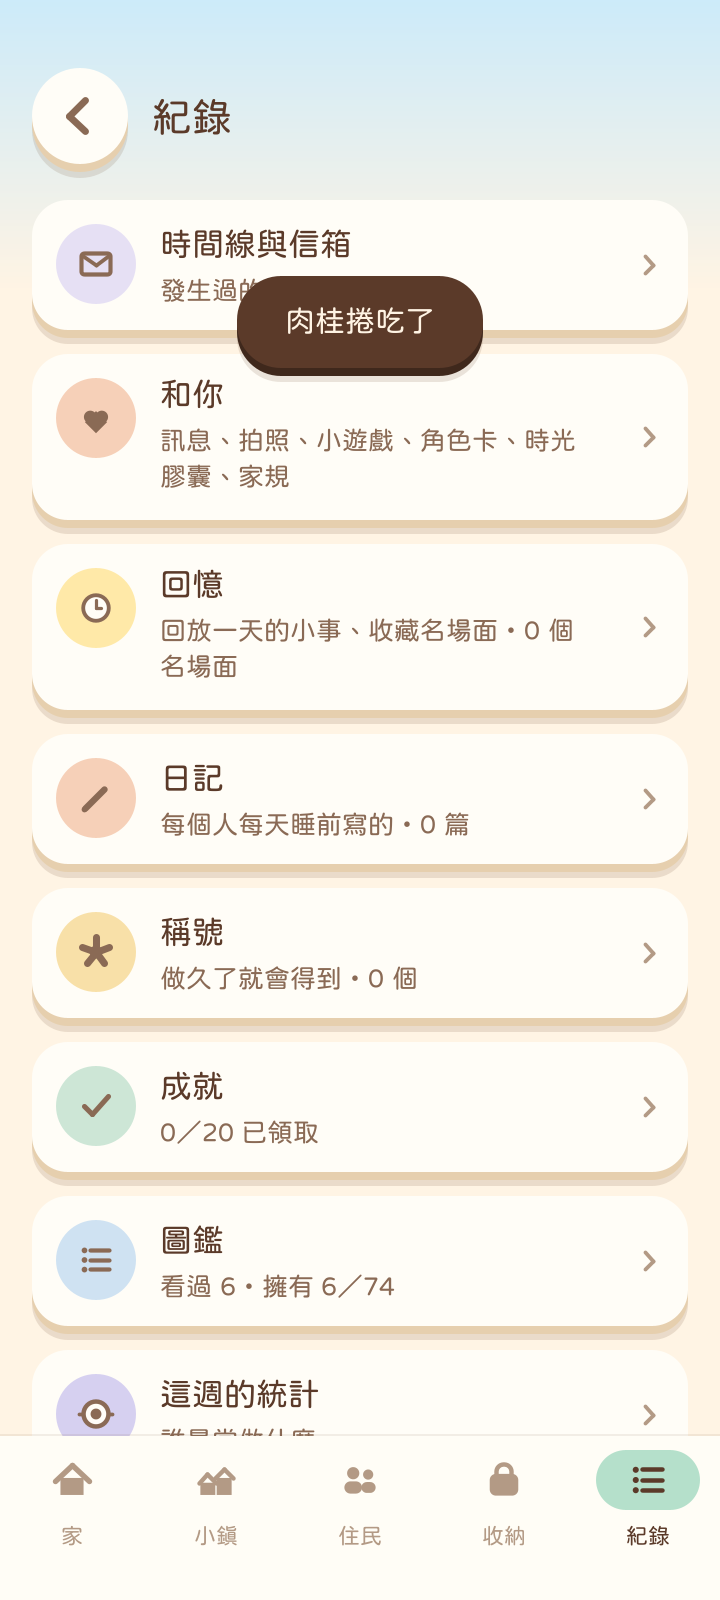 紀錄
時間線與信箱
發生過的
肉桂捲吃了
和你
訊息、拍照、小遊戲、角色卡、時光
膠囊、家規
回憶
回放一天的小事、收藏名場面・0 個
名場面
日記
每個人每天睡前寫的・0 篇
稱號
做久了就會得到・0 個
成就
0／20 已領取
圖鑑
看過 6・擁有 6／74
這週的統計
家
小鎮
住民
收納
紀錄